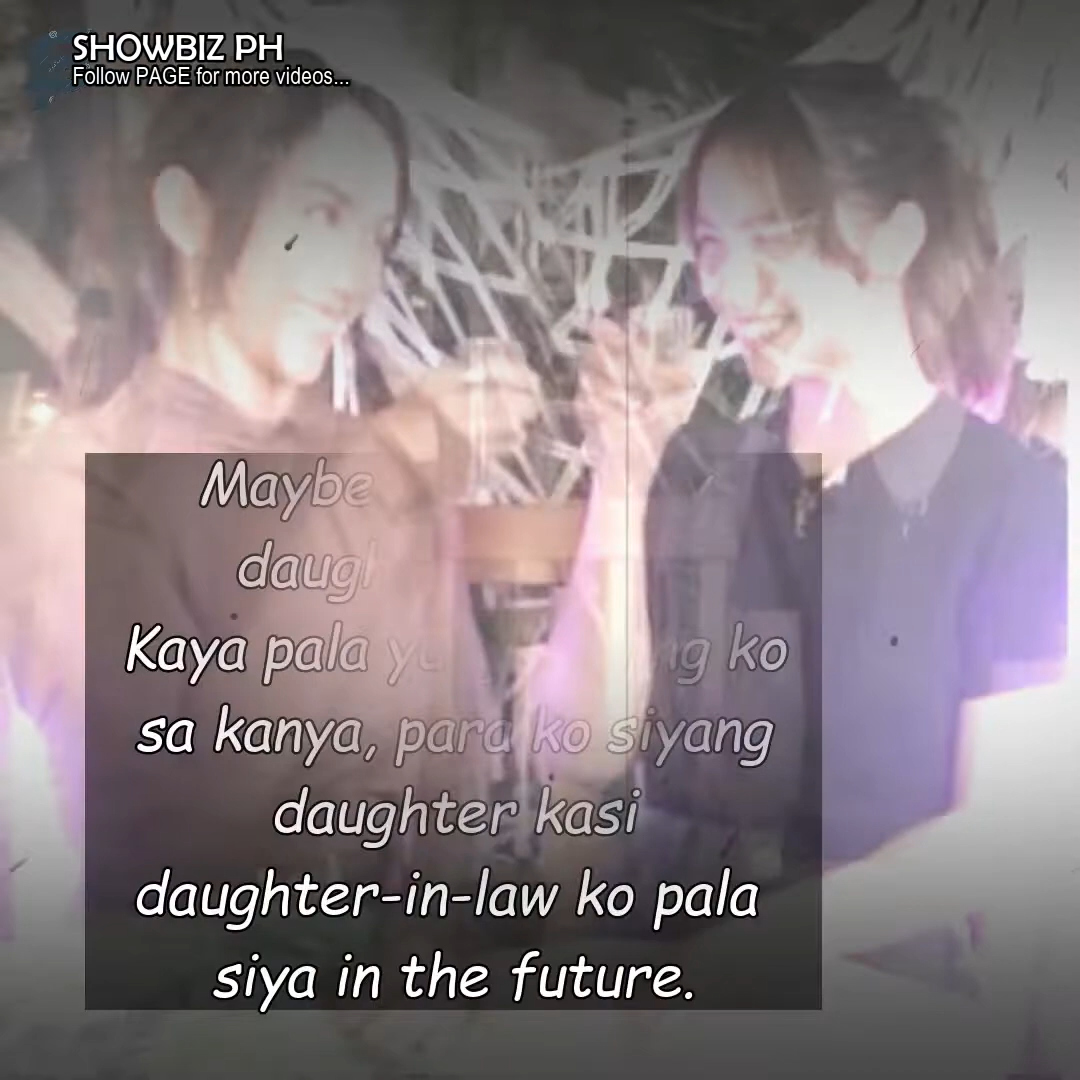 SHOWBIZ PH
Follow PAGE for more videos...
Maybe
Kaya pala ko
sa kanya, para ko siyang
daughter kasi
daughter-in-law ko pala
siya in the future.